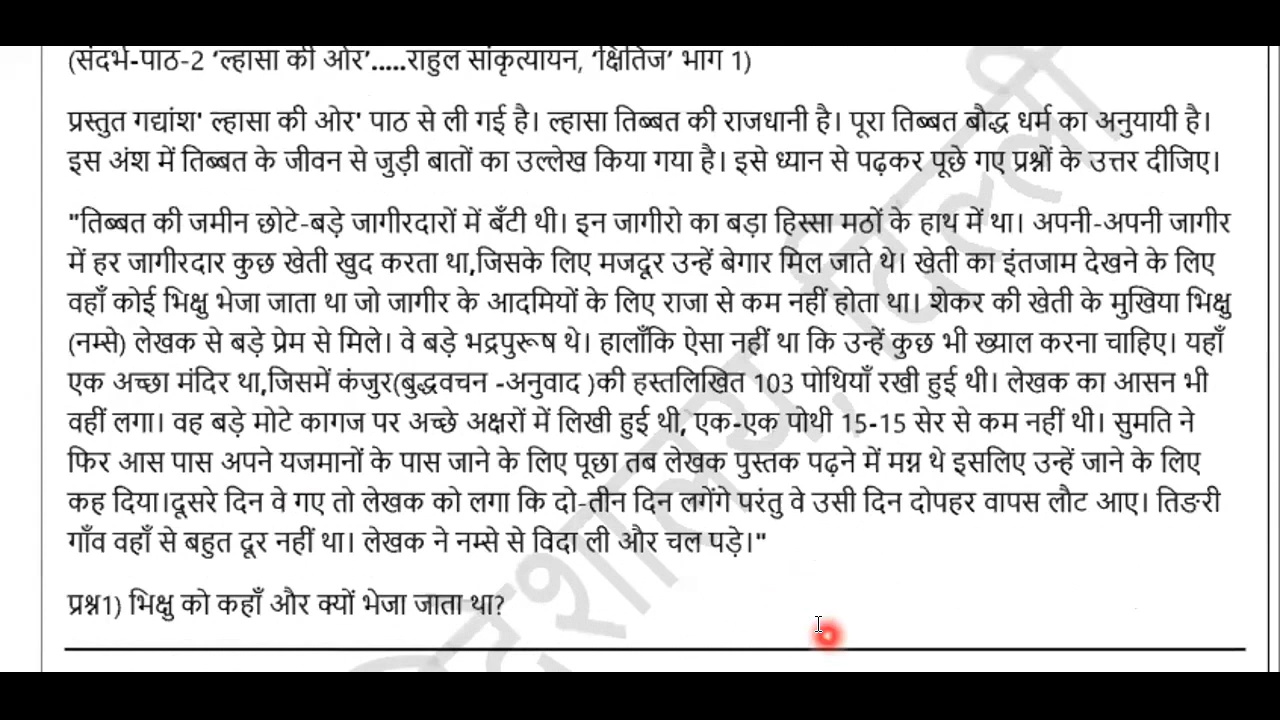 (संदर्भ-पाठ-2 'ल्हासा की ओर'.....राहुल सांकृत्यायन, 'क्षितिज' भाग 1)
प्रस्तुत गद्यांश' ल्हासा की ओर' पाठ से ली गई है। ल्हासा तिब्बत की राजधानी है। पूरा तिब्बत बौद्ध धर्म का अनुयायी है।
इस अंश में तिब्बत के जीवन से जुड़ी बातों का उल्लेख किया गया है। इसे ध्यान से पढ़कर पूछे गए प्रश्नों के उत्तर दीजिए।
"तिब्बत की जमीन छोटे-बड़े जागीरदारों में बँटी थी। इन जागीरो का बड़ा हिस्सा मठों के हाथ में था। अपनी-अपनी जागीर
में हर जागीरदार कुछ खेती खुद करता था,जिसके लिए मजदूर उन्हें बेगार मिल जाते थे। खेती का इंतजाम देखने के लिए
वहाँ कोई भिक्षु भेजा जाता था जो जागीर के आदमियों के लिए राजा से कम नहीं होता था। शेकर की खेती के मुखिया भिक्षु
(नम्से) लेखक से बड़े प्रेम से मिले। वे बड़े भद्रपुरूष थे। हालाँकि ऐसा नहीं था कि उन्हें कुछ भी ख्याल करना चाहिए। यहाँ
एक अच्छा मंदिर था,जिसमें कंजुर(बुद्धवचन -अनुवाद )की हस्तलिखित 103 पोथियाँ रखी हुई थी। लेखक का आसन भी
वहीं लगा। वह बड़े मोटे कागज पर अच्छे अक्षरों में लिखी हुई थी, एक-एक पोथी 15-15 सेर से कम नहीं थी। सुमति ने
फिर आस पास अपने यजमानों के पास जाने के लिए पूछा तब लेखक पुस्तक पढ़ने में मग्न थे इसलिए उन्हें जाने के लिए
कह दिया।दूसरे दिन वे गए तो लेखक को लगा कि दो-तीन दिन लगेंगे परंतु वे उसी दिन दोपहर वापस लौट आए। तिङरी
गाँव वहाँ से बहुत दूर नहीं था। लेखक ने नम्से से विदा ली और चल पड़े।"
प्रश्न1) भिक्षु को कहाँ और क्यों भेजा जाता था?